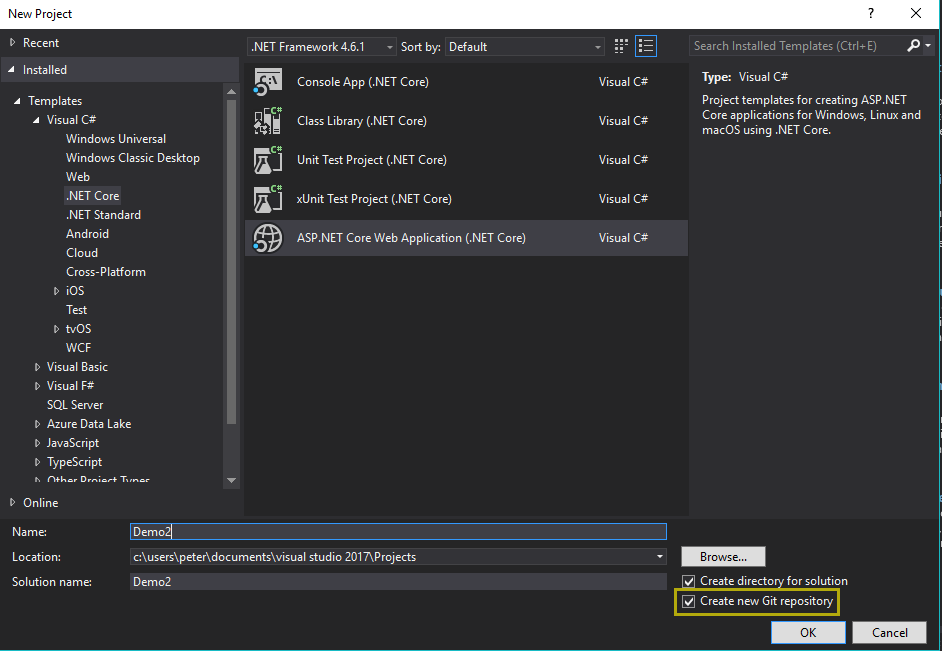 New Project
?
Recent
Installed
Templates
Visual C#
Windows Universal
Windows Classic Desktop
Web
.NET Core
.NET Standard
Android
Cloud
Cross-Platform
iOS
Test
tvOS
WCF
Visual Basic
Visual F#
SQL Server
Azure Data Lake
JavaScript
TypeScript
Other Project Types
Online
.NET Framework 4.6.1
Sort by: Default
Search Installed Templates (Ctrl+E)
Console App (.NET Core) Visual C#
Class Library (.NET Core) Visual C#
Unit Test Project (.NET Core) Visual C#
xUnit Test Project (.NET Core) Visual C#
ASP.NET Core Web Application (.NET Core) Visual C#
Type: Visual C#
Project templates for creating ASP.NET
Core applications for Windows, Linux and
macOS using .NET Core.
Name: Demo2
Location: c:\users\peter\documents\visual studio 2017\Projects
Browse...
Solution name: Demo2
Create directory for solution
Create new Git repository
OK
Cancel